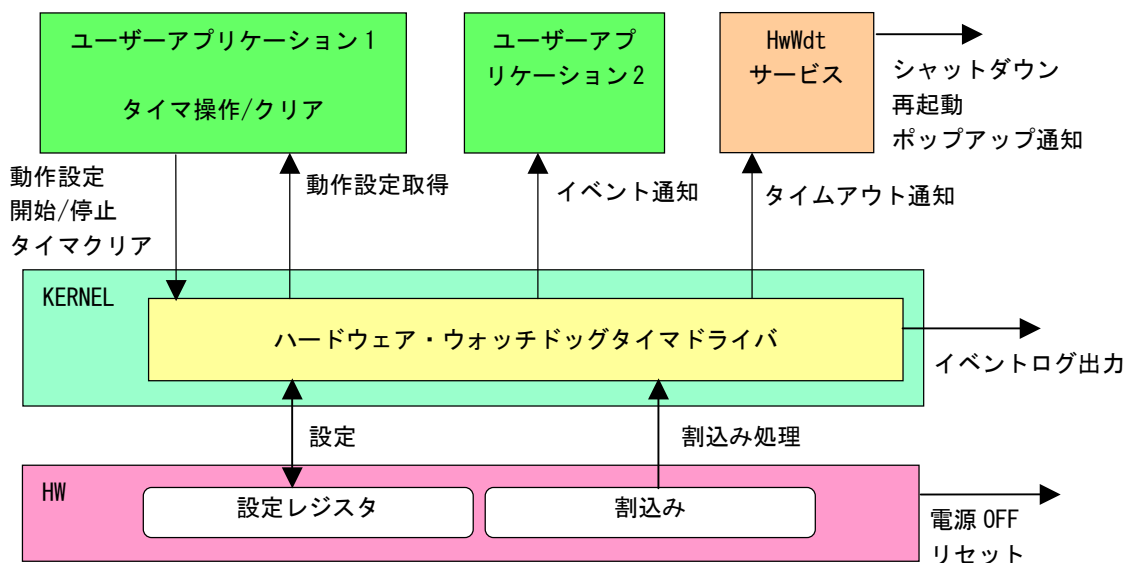 ユーザーアプリケーション1
タイマ操作/クリア
ユーザーアプ
リケーション2
HwWdt
サービス
シャットダウン
再起動
ポップアップ通知
動作設定
開始/停止
タイマクリア
動作設定取得
イベント通知
タイムアウト通知
KERNEL
ハードウェア・ウォッチドッグタイマドライバ
イベントログ出力
設定
割込み処理
HW
設定レジスタ
割込み
電源OFF
リセット